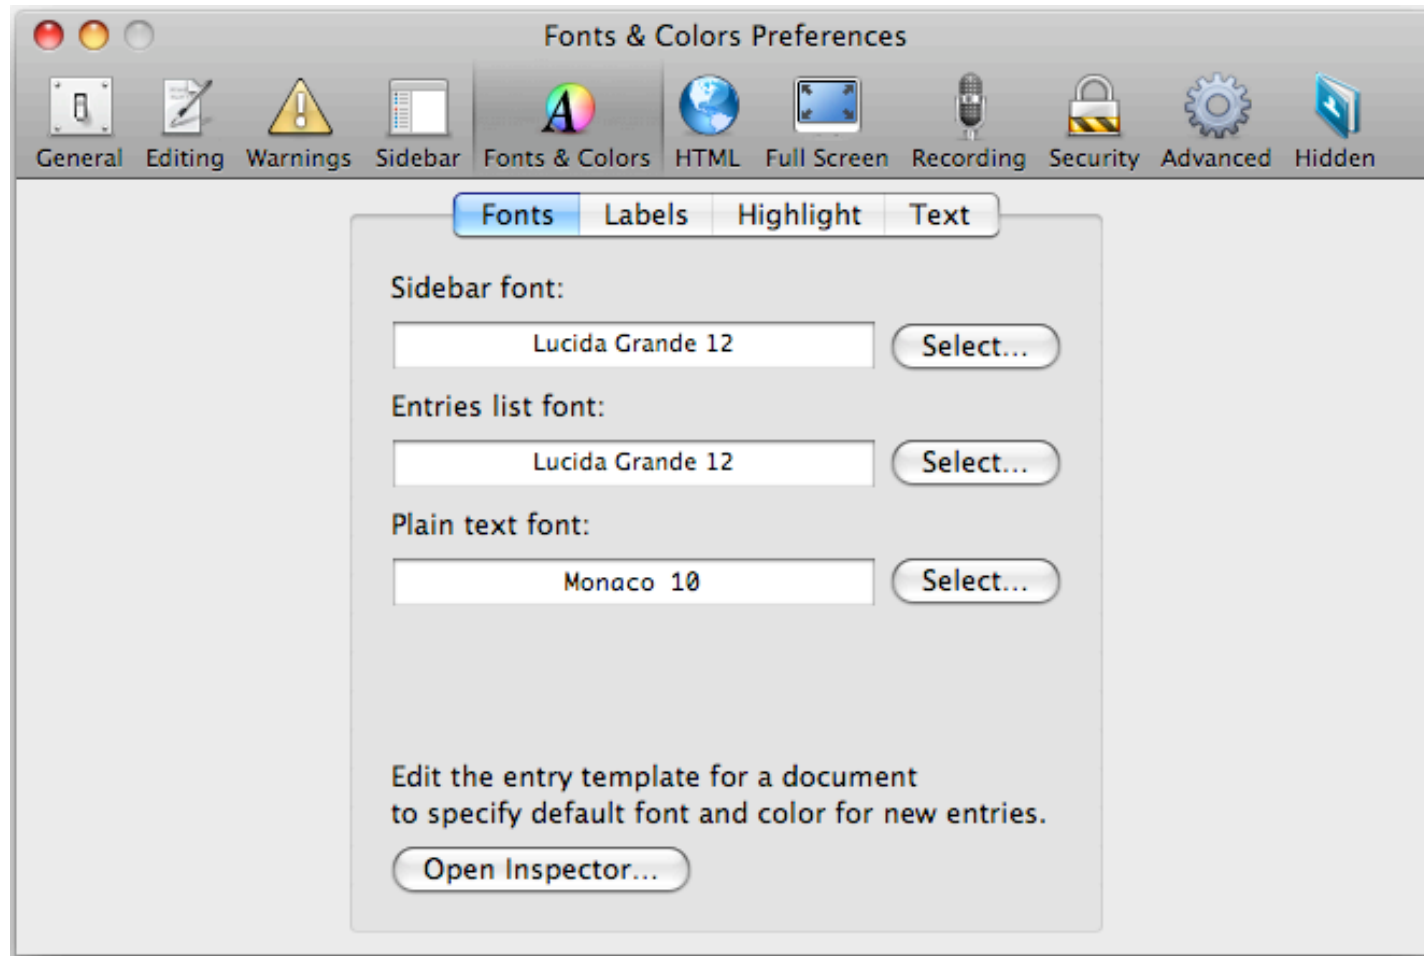 Fonts & Colors Preferences
General Editing Warnings Sidebar Fonts & Colors HTML Full Screen Recording Security Advanced Hidden
Fonts Labels Highlight Text
Sidebar font:
Lucida Grande 12 Select...
Entries list font:
Lucida Grande 12 Select...
Plain text font:
Monaco 10 Select...
Edit the entry template for a document
to specify default font and color for new entries.
Open Inspector...